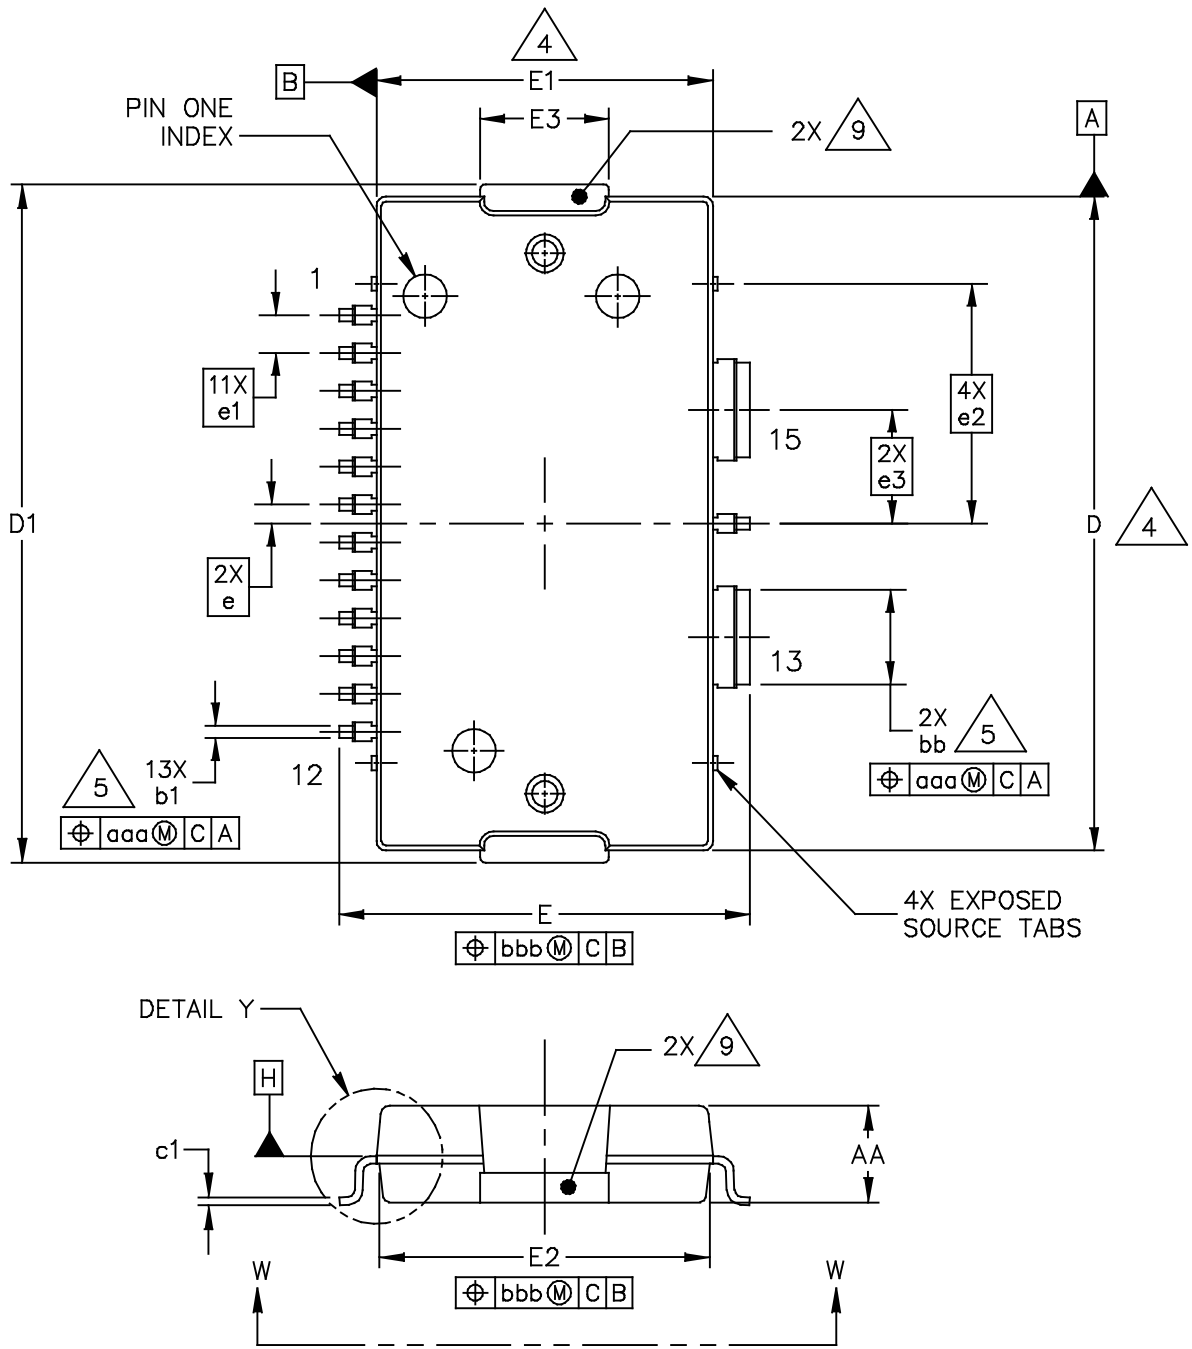 4
B
E1
PIN ONE
INDEX
E3
2X 9
A
1
11X
e1
4X
e2
15
2X
e3
D1
D 4
2X
e
13
2X
bb 5
aaa Ⓜ C A
5 13X
b1
12
aaa Ⓜ C A
E
bbb Ⓜ C B
4X EXPOSED
SOURCE TABS
DETAIL Y
2X 9
H
c1
AA
E2
bbb Ⓜ C B
W W